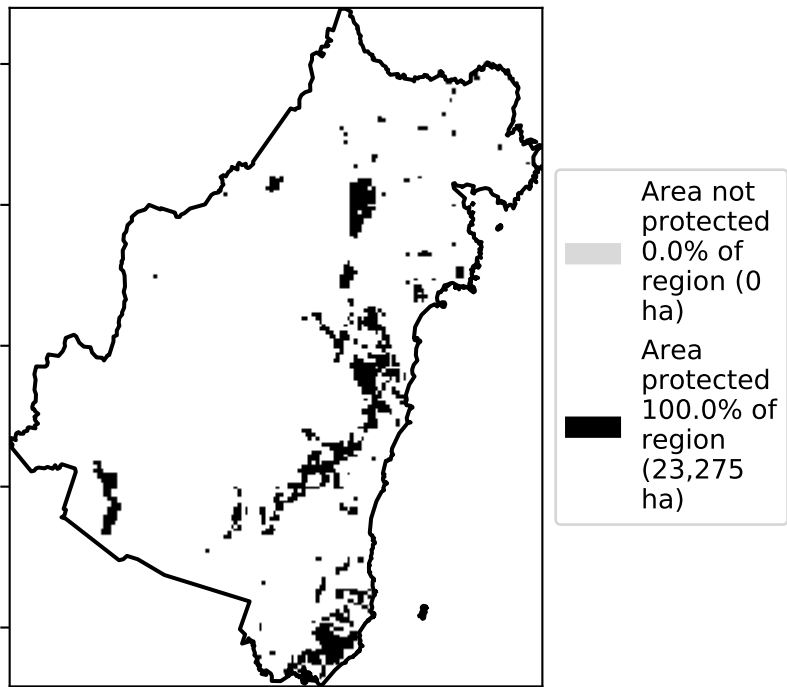 Area not
protected
0.0% of
region (0
ha)
Area
protected
100.0% of
region
(23,275
ha)